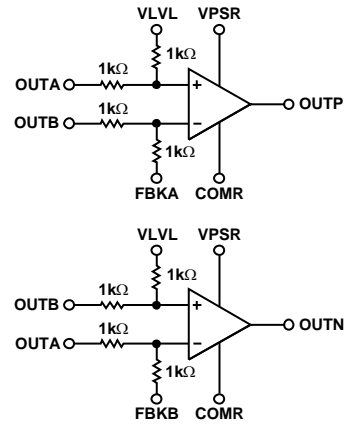 VLVL VPSR
1kΩ
1kΩ
OUTA
+
OUTP
1kΩ
OUTB
−
1kΩ
FBKA COMR
VLVL VPSR
1kΩ
1kΩ
OUTB
+
OUTN
1kΩ
OUTA
−
1kΩ
FBKB COMR